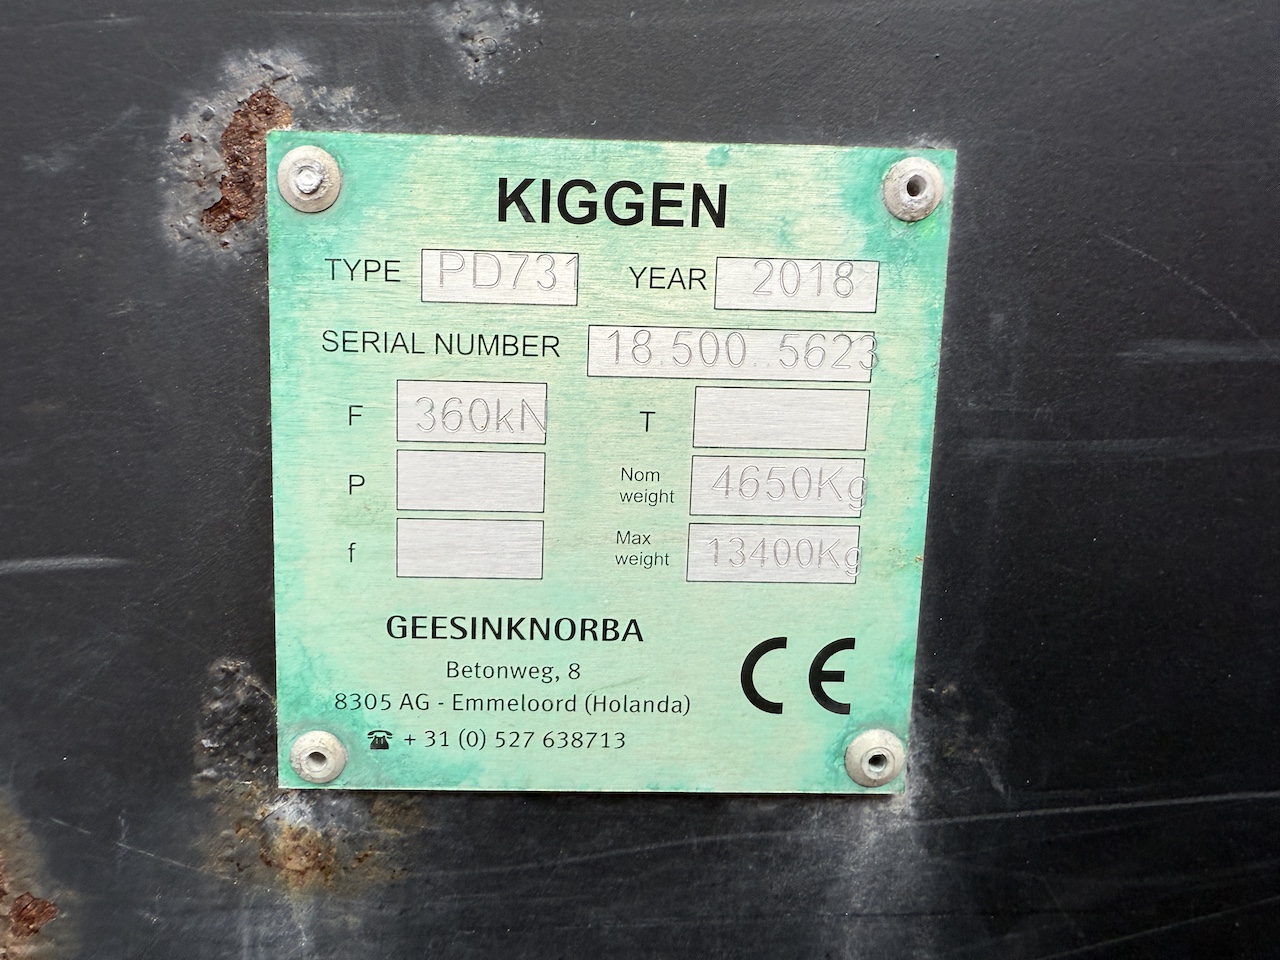 KIGGEN
TYPE PD731 YEAR 2018
SERIAL NUMBER 18.500..5623
F 360kN T
P Nom weight 4650Kg
f Max weight 13400Kg
GEESINKNORBA
Betonweg, 8
8305 AG - Emmeloord (Holanda)
☎ + 31 (0) 527 638713
CE